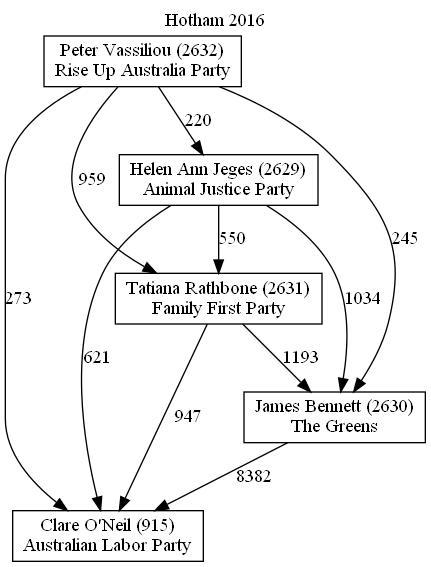 Hotham 2016
Peter Vassiliou (2632)
Rise Up Australia Party
220
959
Helen Ann Jeges (2629)
Animal Justice Party
550
245
Tatiana Rathbone (2631)
Family First Party
273
1034
621
1193
947
James Bennett (2630)
The Greens
8382
Clare O'Neil (915)
Australian Labor Party